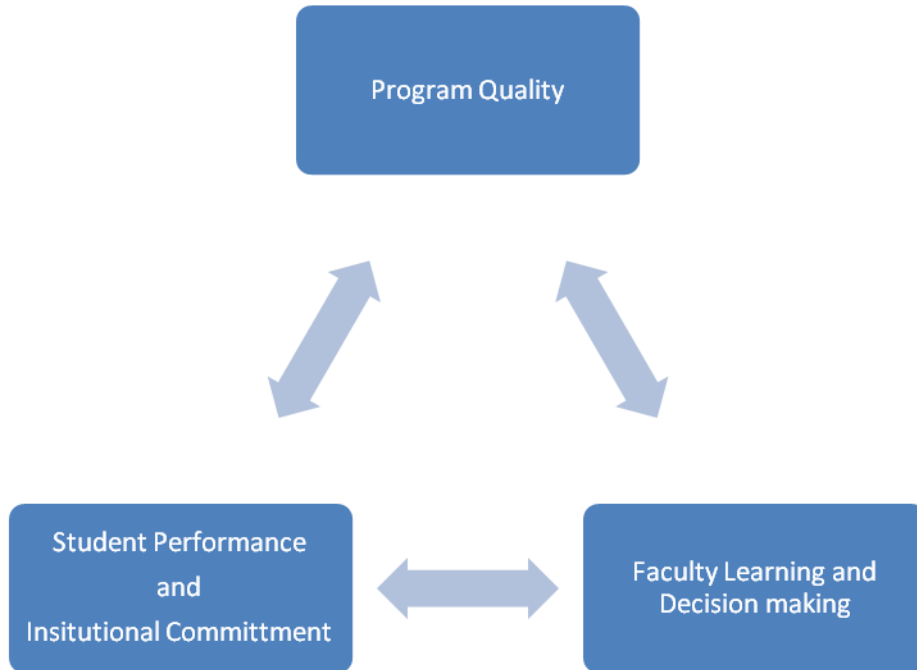 Program Quality
Student Performance
and
Insitutional Committment
Faculty Learning and
Decision making